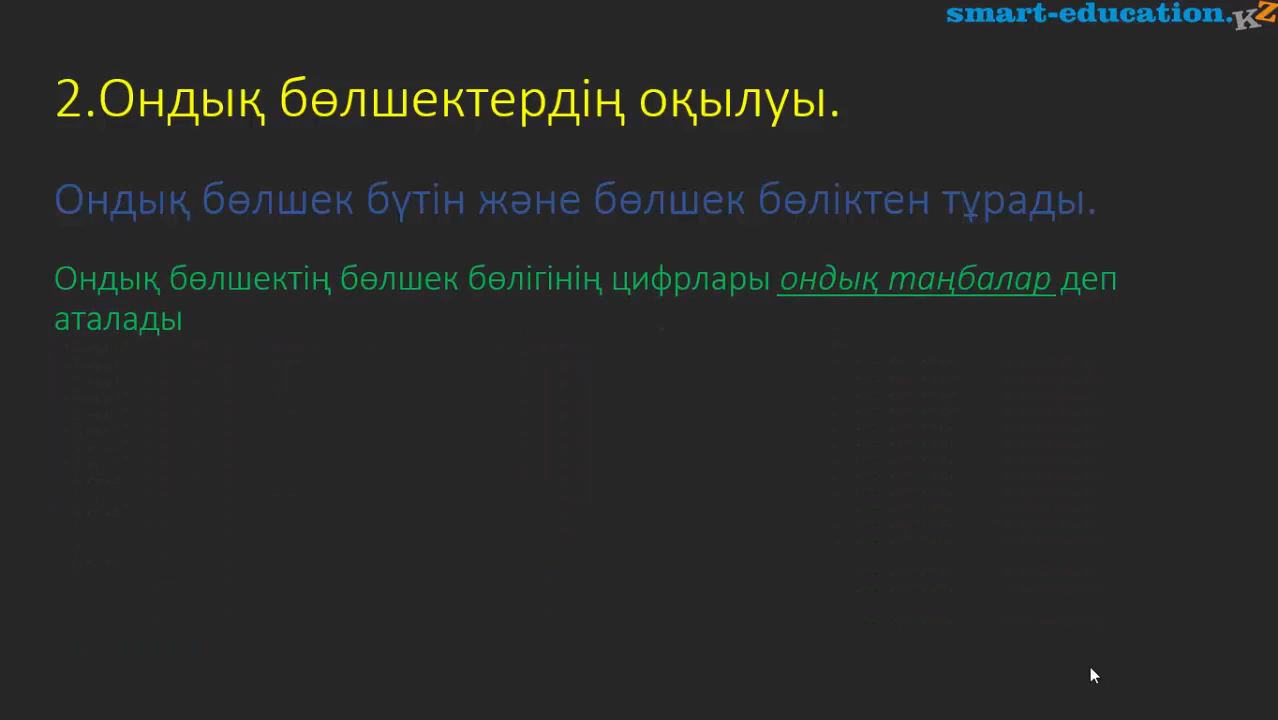 smart-education.KZ
2.Ондық бөлшектердің оқылуы.
Ондық бөлшек бүтін және бөлшек бөліктен тұрады.
Ондық бөлшектің бөлшек бөлігінің цифрлары ондық таңбалар деп
аталады